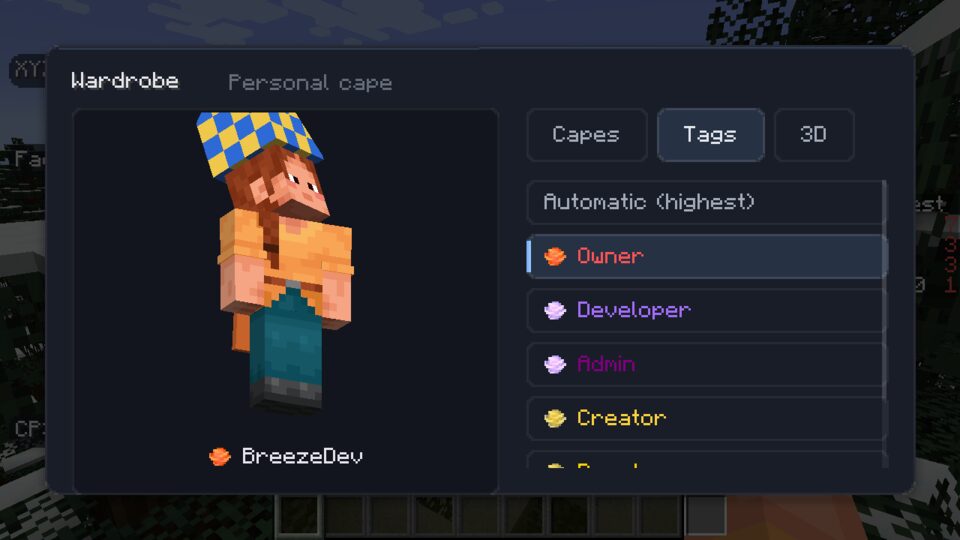 Wardrobe Personal cape
Capes Tags 3D
Automatic (highest)
Owner
Developer
Admin
Creator
BreezeDev